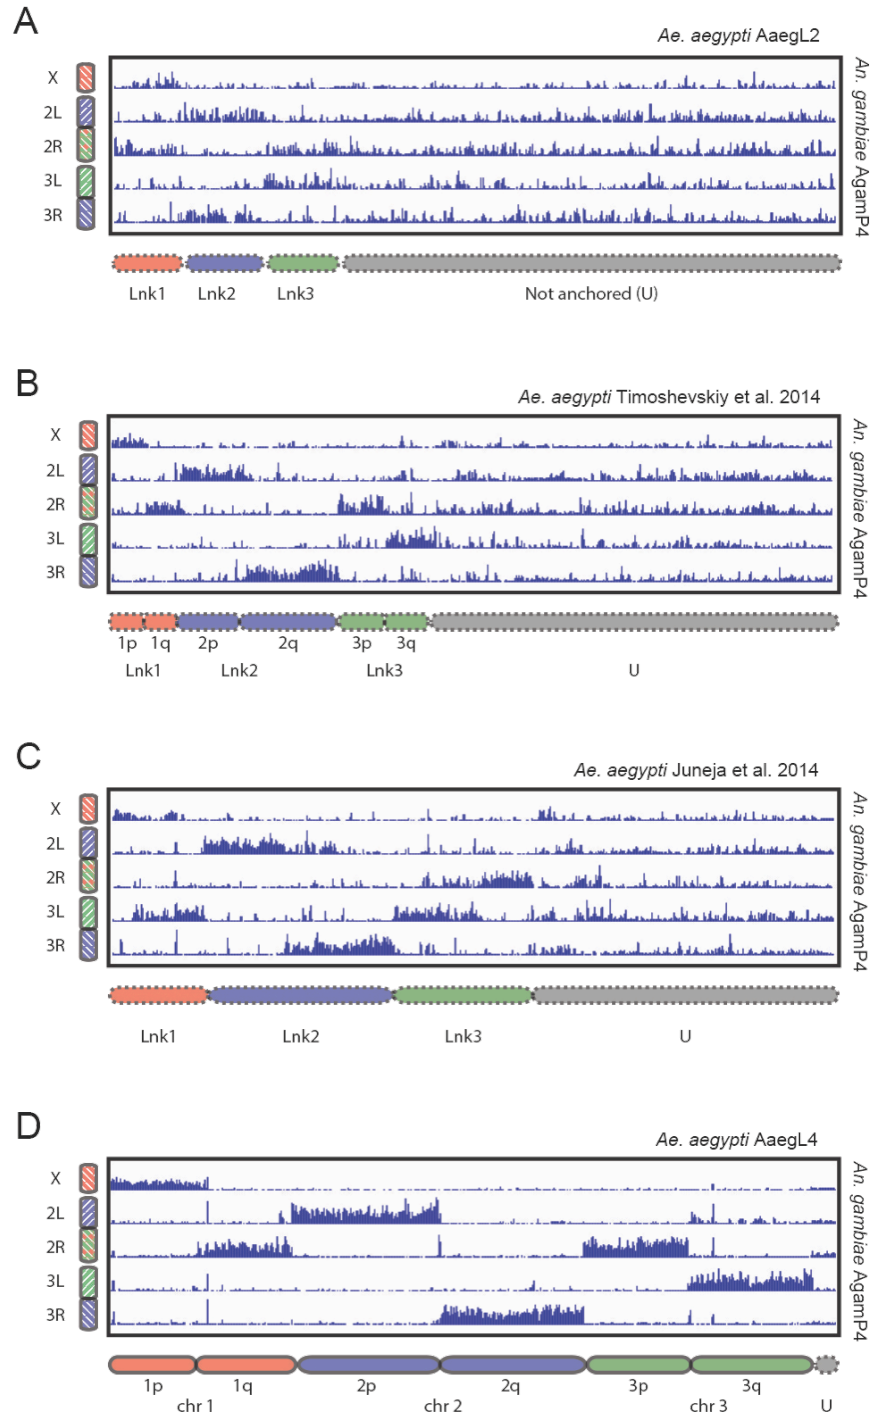 A
Ae. aegypti AaegL2
X
2L
2R
3L
3R
An. gambiae AgamP4
Lnk1 Lnk2 Lnk3 Not anchored (U)
B
Ae. aegypti Timoshevskiy et al. 2014
X
2L
2R
3L
3R
An. gambiae AgamP4
1p 1q 2p 2q 3p 3q
Lnk1 Lnk2 Lnk3 U
C
Ae. aegypti Juneja et al. 2014
X
2L
2R
3L
3R
An. gambiae AgamP4
Lnk1 Lnk2 Lnk3 U
D
Ae. aegypti AaegL4
X
2L
2R
3L
3R
An. gambiae AgamP4
1p 1q 2p 2q 3p 3q
chr 1 chr 2 chr 3 U